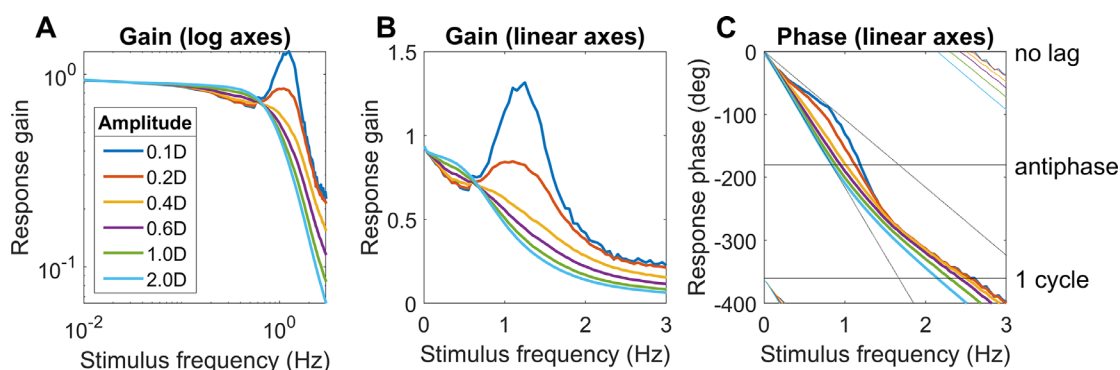 A
Gain (log axes)
Response gain
10^0
10^-1
10^-2
10^0
Stimulus frequency (Hz)
Amplitude
0.1D
0.2D
0.4D
0.6D
1.0D
2.0D
B
Gain (linear axes)
Response gain
1.5
1
0.5
0
0 1 2 3
Stimulus frequency (Hz)
C
Phase (linear axes)
Response phase (deg)
0
-100
-200
-300
-400
0 1 2 3
Stimulus frequency (Hz)
no lag
antiphase
1 cycle